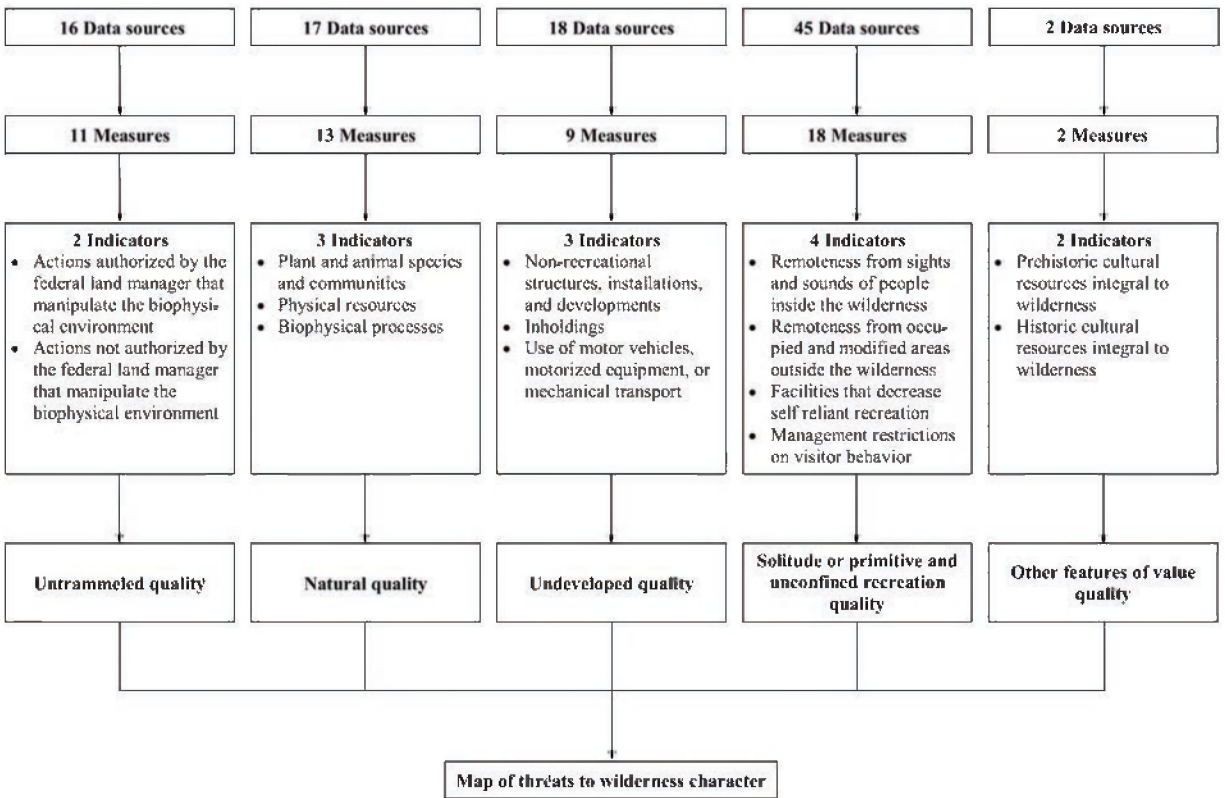 16 Data sources
17 Data sources
18 Data sources
45 Data sources
2 Data sources
11 Measures
13 Measures
9 Measures
18 Measures
2 Measures
2 Indicators
• Actions authorized by the
federal land manager that
manipulate the biophysi-
cal environment
• Actions not authorized by
the federal land manager
that manipulate the
biophysical environment
3 Indicators
• Plant and animal species
and communities
• Physical resources
• Biophysical processes
3 Indicators
• Non-recreational
structures, installations,
and developments
• Inholdings
• Use of motor vehicles,
motorized equipment, or
mechanical transport
4 Indicators
• Remoteness from sights
and sounds of people
inside the wilderness
• Remoteness from occu-
pied and modified areas
outside the wilderness
• Facilities that decrease
self reliant recreation
• Management restrictions
on visitor behavior
2 Indicators
• Prehistoric cultural
resources integral to
wilderness
• Historic cultural
resources integral to
wilderness
Untrammeled quality
Natural quality
Undeveloped quality
Solitude or primitive and
unconfined recreation
quality
Other features of value
quality
Map of threats to wilderness character